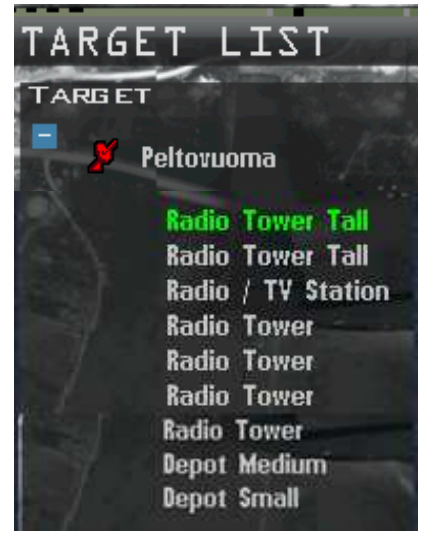 TARGET LIST
TARGET
Peltovuoma
Radio Tower Tall
Radio Tower Tall
Radio / TV Station
Radio Tower
Radio Tower
Radio Tower
Radio Tower
Depot Medium
Depot Small